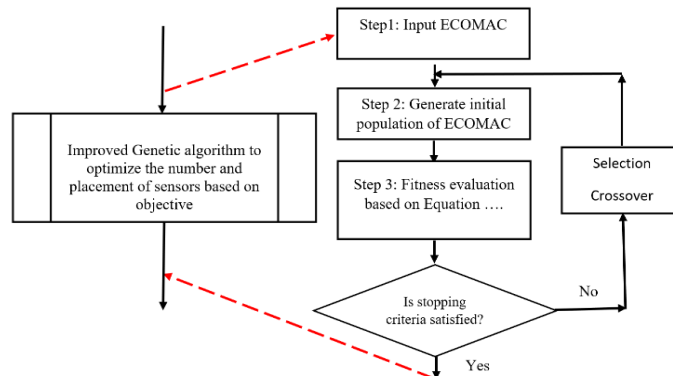 Step1: Input ECOMAC
Step 2: Generate initial
population of ECOMAC
Improved Genetic algorithm to
optimize the number and
placement of sensors based on
objective
Step 3: Fitness evaluation
based on Equation ….
Selection
Crossover
Is stopping
criteria satisfied?
No
Yes